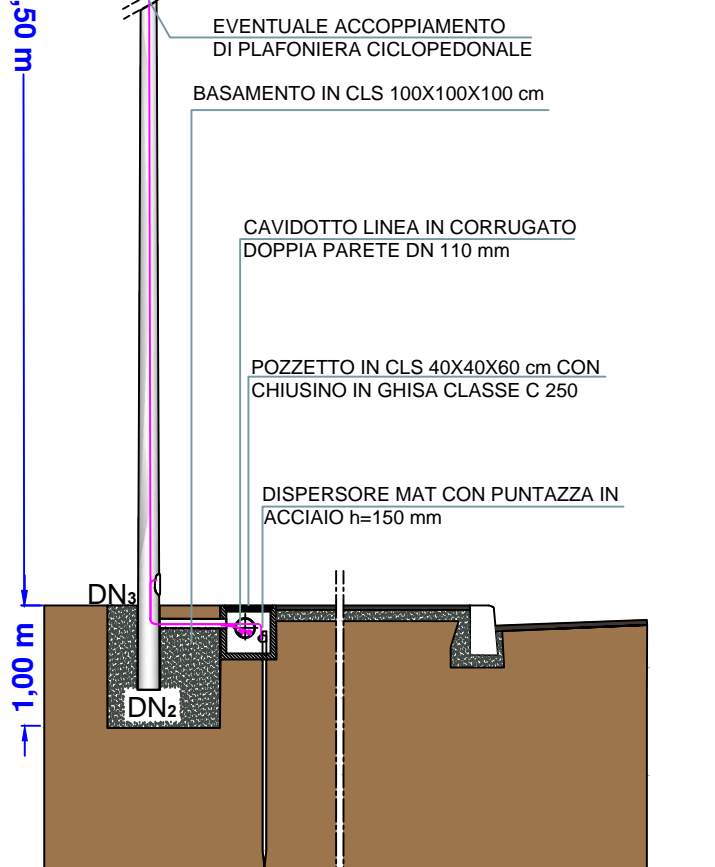 ,50 m
EVENTUALE ACCOPPIAMENTO
DI PLAFONIERA CICLOPEDONALE
BASAMENTO IN CLS 100X100X100 cm
CAVIDOTTO LINEA IN CORRUGATO
DOPPIA PARETE DN 110 mm
POZZETTO IN CLS 40X40X60 cm CON
CHIUSINO IN GHISA CLASSE C 250
DISPERSORE MAT CON PUNTAZZA IN
ACCIAIO h=150 mm
DN3
1,00 m
DN2